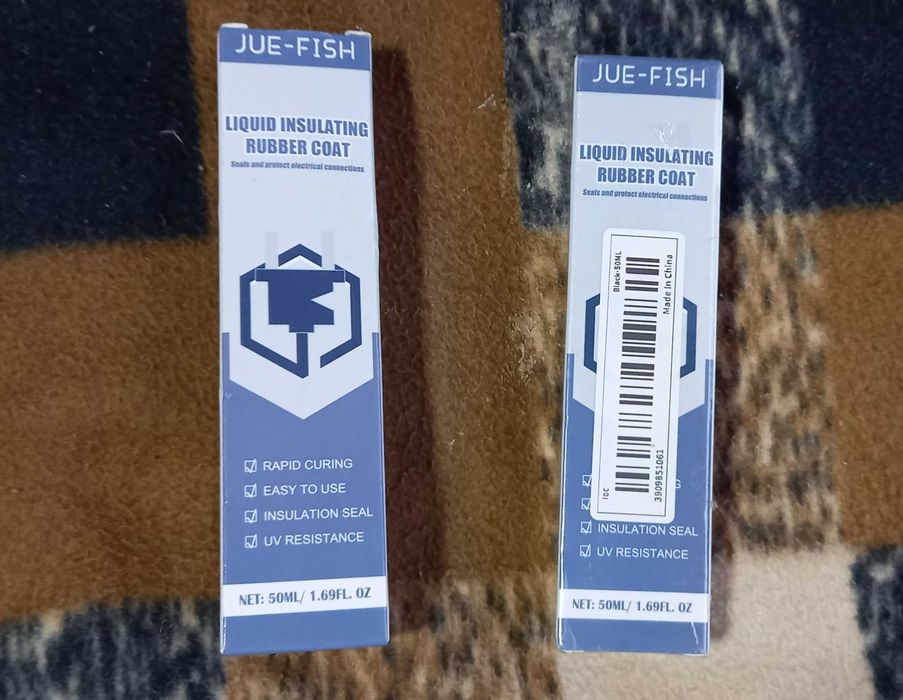 JUE-FISH
LIQUID INSULATING
RUBBER COAT
Seals and protect electrical connections
RAPID CURING
EASY TO USE
INSULATION SEAL
UV RESISTANCE
NET: 50ML/ 1.69FL. OZ
JUE-FISH
LIQUID INSULATING
RUBBER COAT
Seals and protect electrical connections
Black-50ML
Made In China
IGC
3909851061
INSULATION SEAL
UV RESISTANCE
NET: 50ML/ 1.69FL. OZ